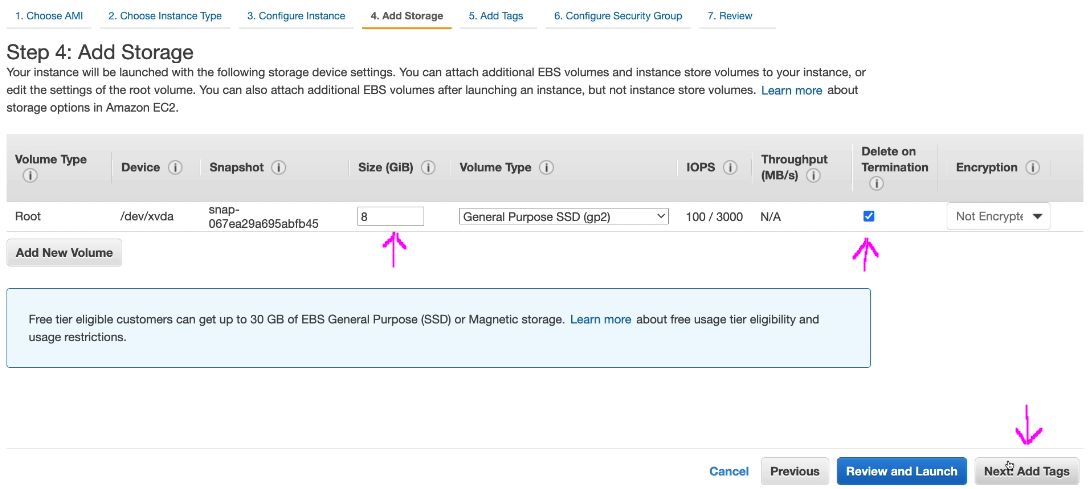 1. Choose AMI 2. Choose Instance Type 3. Configure Instance 4. Add Storage 5. Add Tags 6. Configure Security Group 7. Review
Step 4: Add Storage
Your instance will be launched with the following storage device settings. You can attach additional EBS volumes and instance store volumes to your instance, or
edit the settings of the root volume. You can also attach additional EBS volumes after launching an instance, but not instance store volumes. Learn more about
storage options in Amazon EC2.
Volume Type Device Snapshot Size (GiB) Volume Type IOPS Throughput (MB/s) Delete on Termination Encryption
Root /dev/xvda snap-067ea29a695abfb45 8 General Purpose SSD (gp2) 100 / 3000 N/A Not Encrypte
Add New Volume
Free tier eligible customers can get up to 30 GB of EBS General Purpose (SSD) or Magnetic storage. Learn more about free usage tier eligibility and
usage restrictions.
Cancel Previous Review and Launch Next: Add Tags